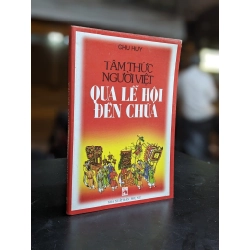 CHU HUY
TÂM THỨC
NGƯỜI VIỆT
QUA LỄ HỘI
ĐỀN CHÙA